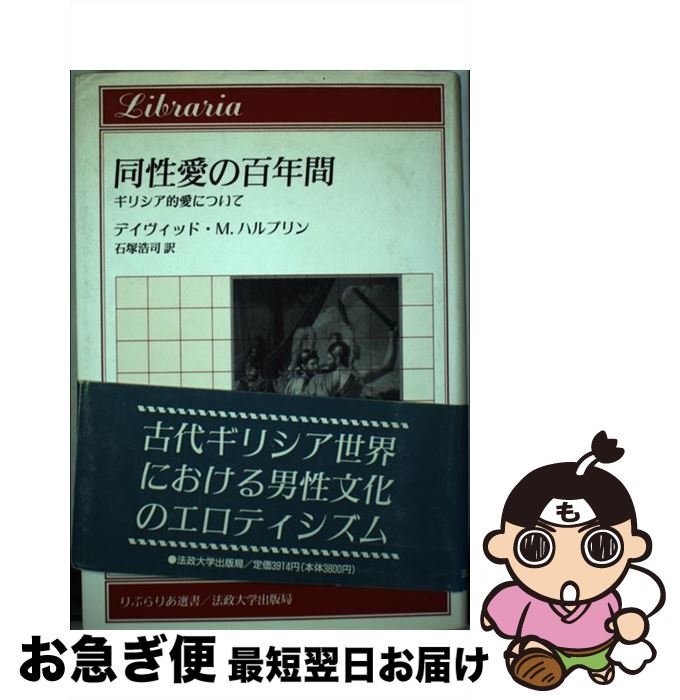 Libraria
同性愛の百年間
ギリシア的愛について
デイヴィッド・M.ハルプリン
石塚浩司 訳
古代ギリシア世界
における男性文化
のエロティシズム
●法政大学出版局/定価3914円(本体3800円)
りぶらりあ選書/法政大学出版局
も
お急ぎ便 最短翌日お届け